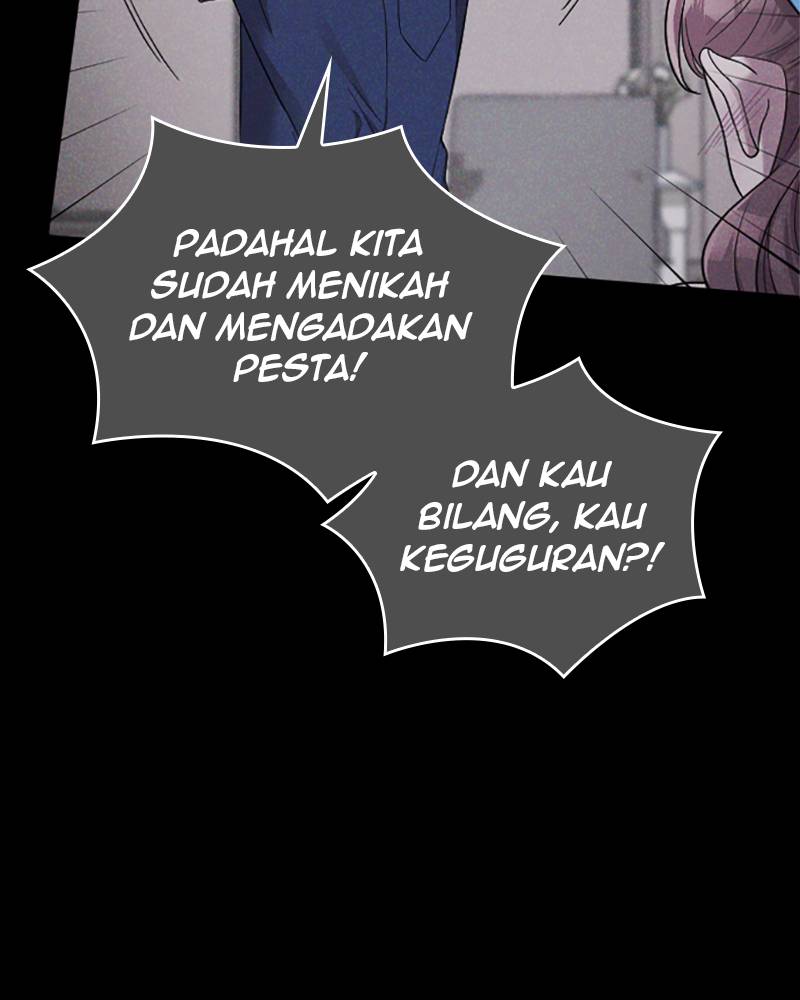 PADAHAL KITA
SUDAH MENIKAH
DAN MENGADAKAN
PESTA!
DAN KAU
BILANG, KAU
KEGUGURAN?!